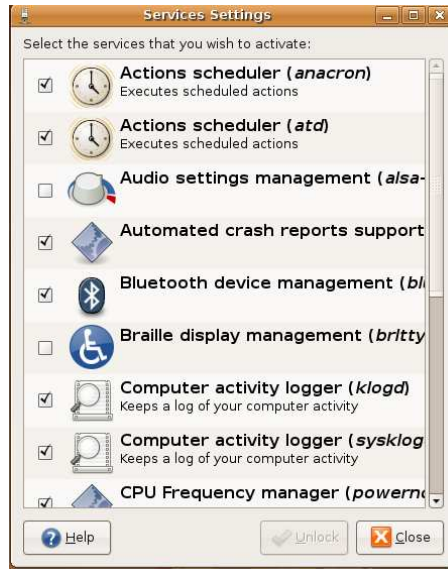 Services Settings
Select the services that you wish to activate:
Actions scheduler (anacron)
Executes scheduled actions
Actions scheduler (atd)
Executes scheduled actions
Audio settings management (alsa-
Automated crash reports support
Bluetooth device management (blu
Braille display management (britty
Computer activity logger (klogd)
Keeps a log of your computer activity
Computer activity logger (sysklog
Keeps a log of your computer activity
CPU Frequency manager (powern
Help
Unlock
Close